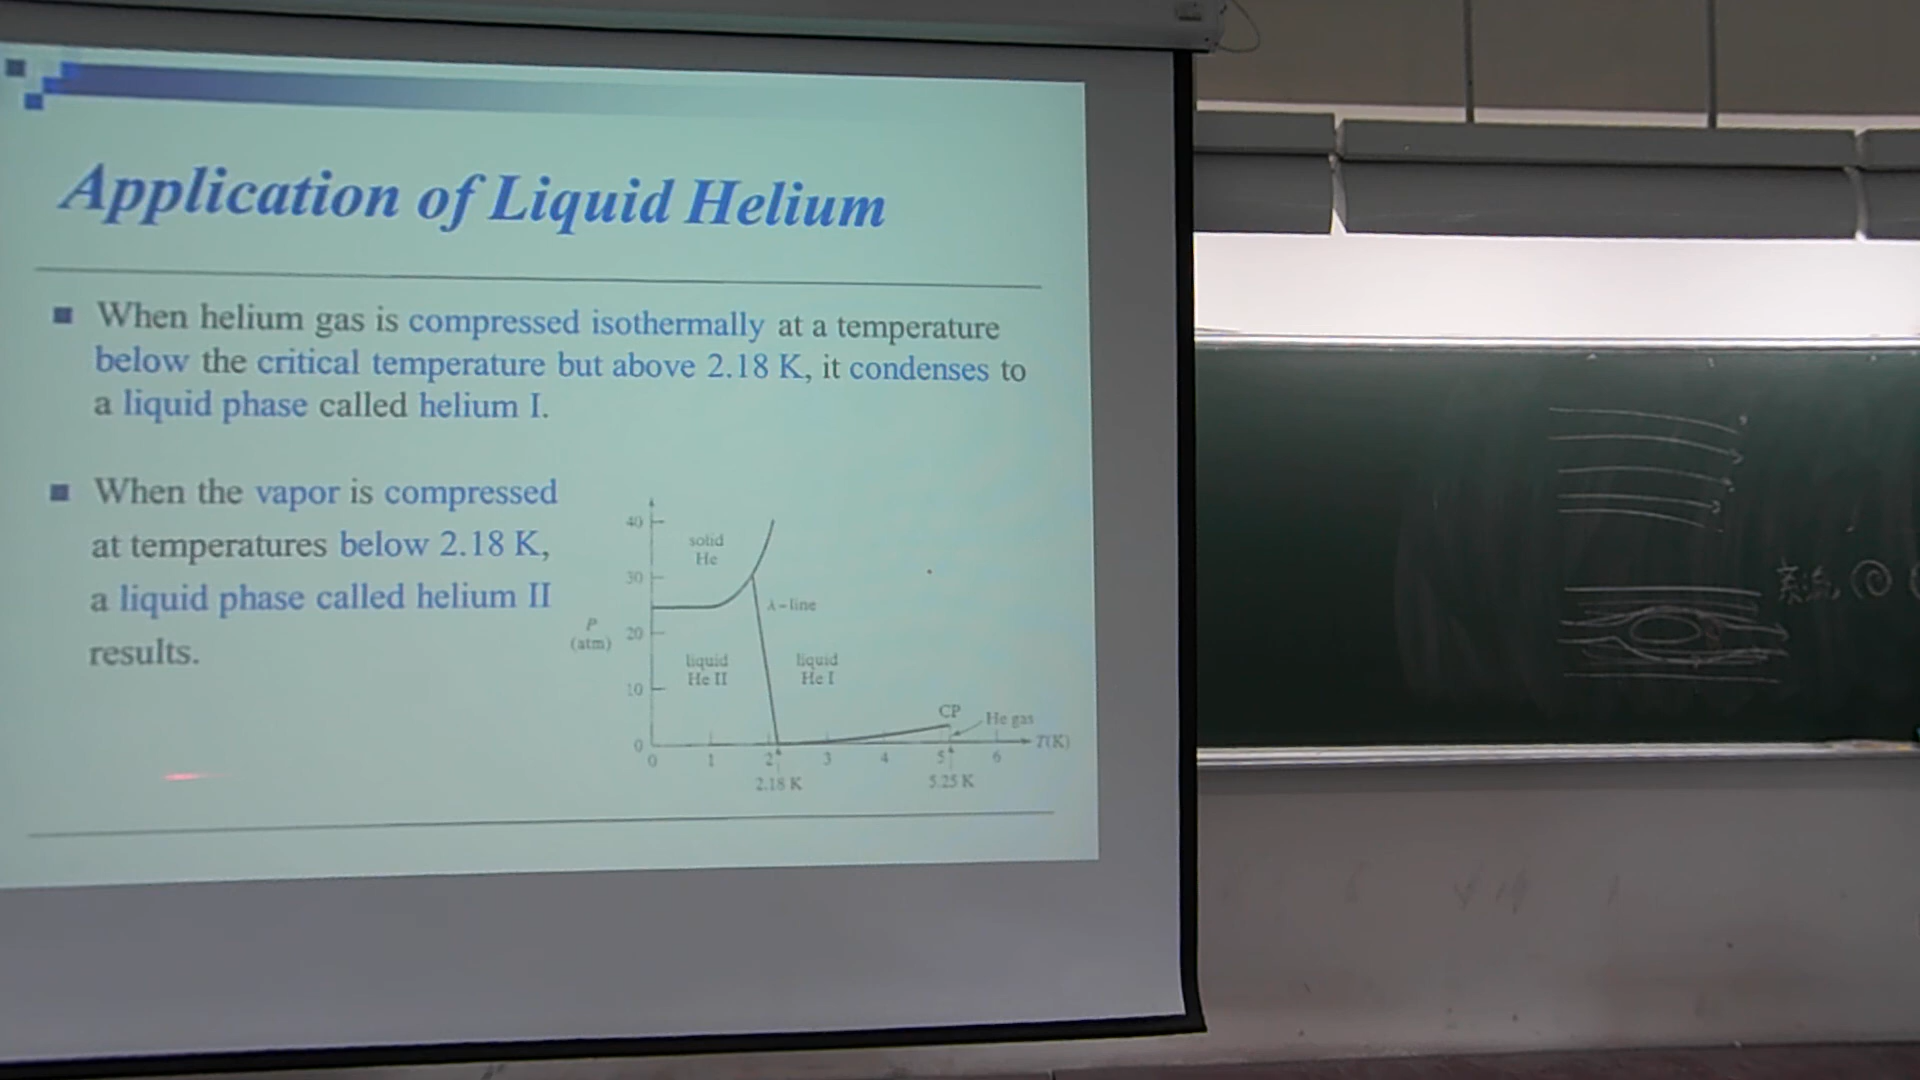 Application of Liquid Helium
■ When helium gas is compressed isothermally at a temperature
below the critical temperature but above 2.18 K, it condenses to
a liquid phase called helium I.
■ When the vapor is compressed
at temperatures below 2.18 K,
a liquid phase called helium II
results.
40
solid
He
30
λ-line
P
(atm)
20
liquid
He II
liquid
He I
10
CP
He gas
0
T(K)
0 1 2 3 4 5 6
2.18 K
5.25 K